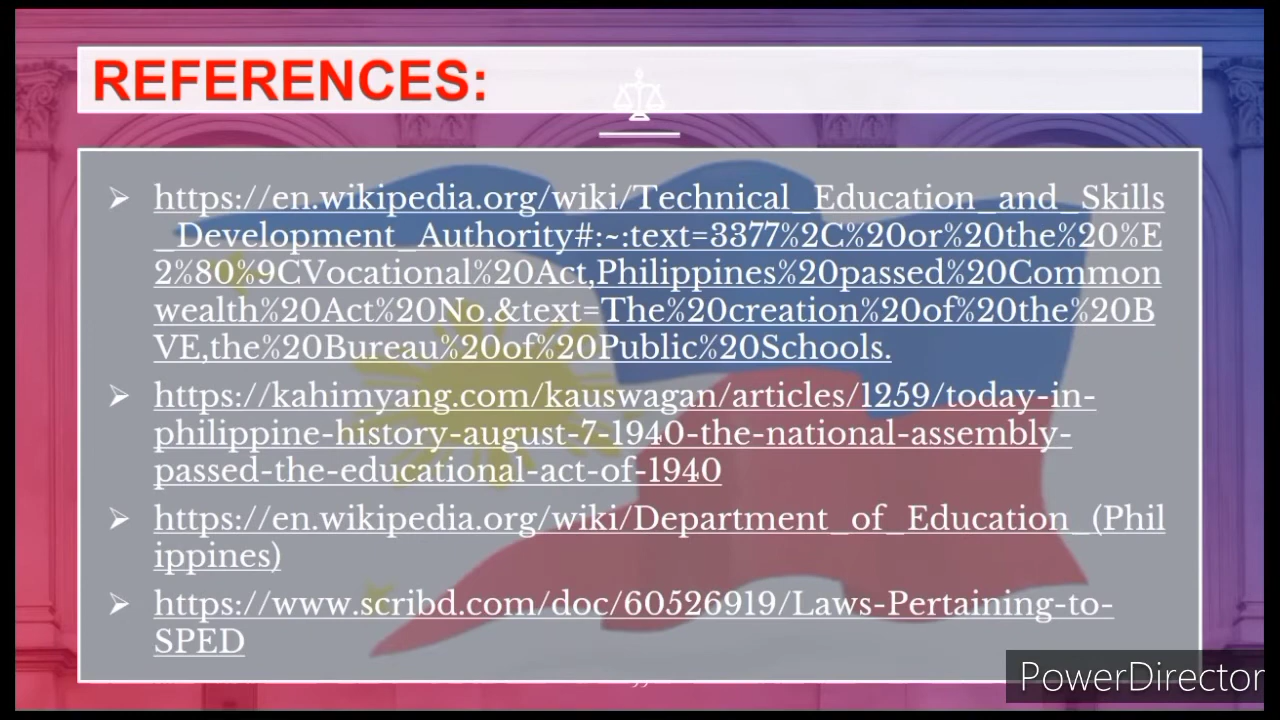 REFERENCES:
https://en.wikipedia.org/wiki/Technical_Education_and_Skills
_Development_Authority#:~:text=3377%2C%20or%20the%20%E
2%80%9CVocational%20Act,Philippines%20passed%20Common
wealth%20Act%20No.&text=The%20creation%20of%20the%20B
VE,the%20Bureau%20of%20Public%20Schools.
https://kahimyang.com/kauswagan/articles/1259/today-in-
philippine-history-august-7-1940-the-national-assembly-
passed-the-educational-act-of-1940
https://en.wikipedia.org/wiki/Department_of_Education_(Phil
ippines)
https://www.scribd.com/doc/60526919/Laws-Pertaining-to-
SPED
PowerDirector